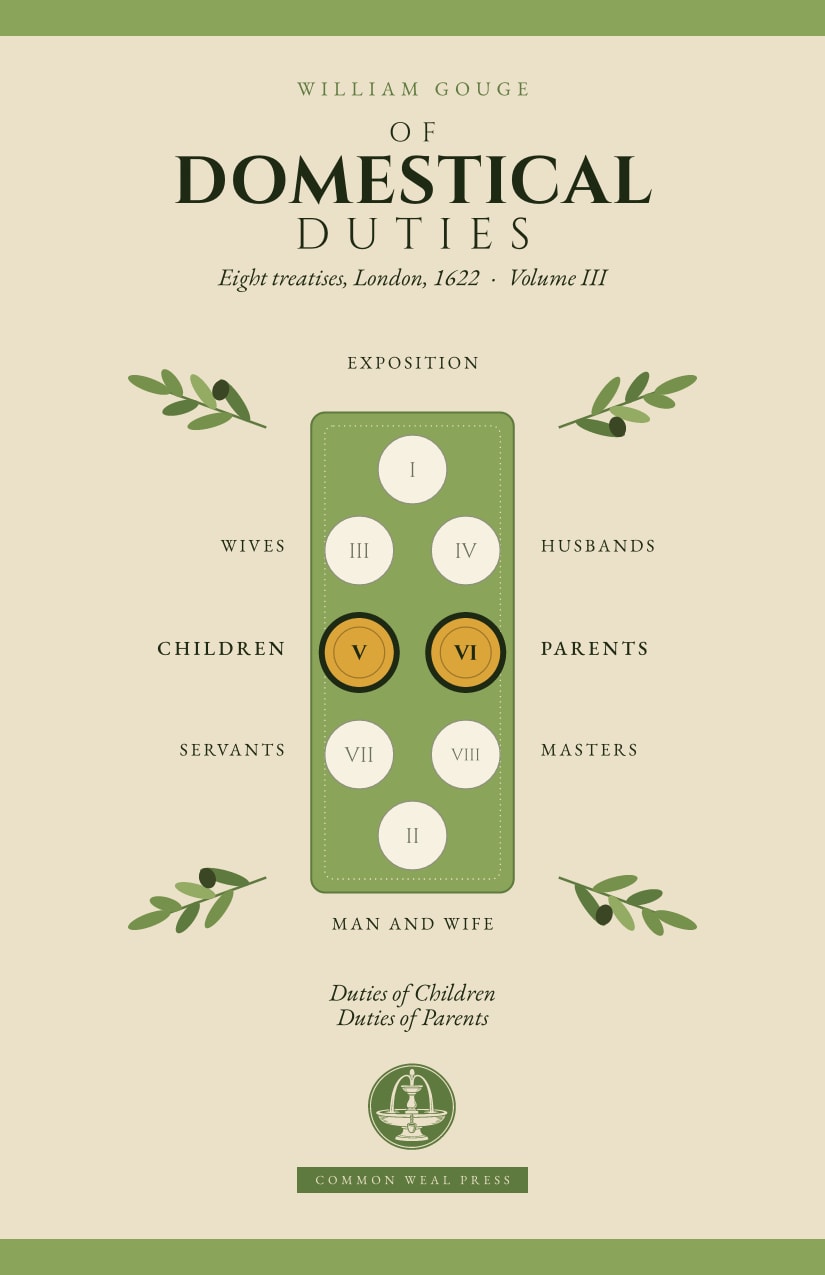 WILLIAM GOUGE
OF
DOMESTICAL
DUTIES
Eight treatises, London, 1622 · Volume III
EXPOSITION
I
WIVES III IV HUSBANDS
CHILDREN V VI PARENTS
SERVANTS VII VIII MASTERS
II
MAN AND WIFE
Duties of Children
Duties of Parents
COMMON WEAL PRESS